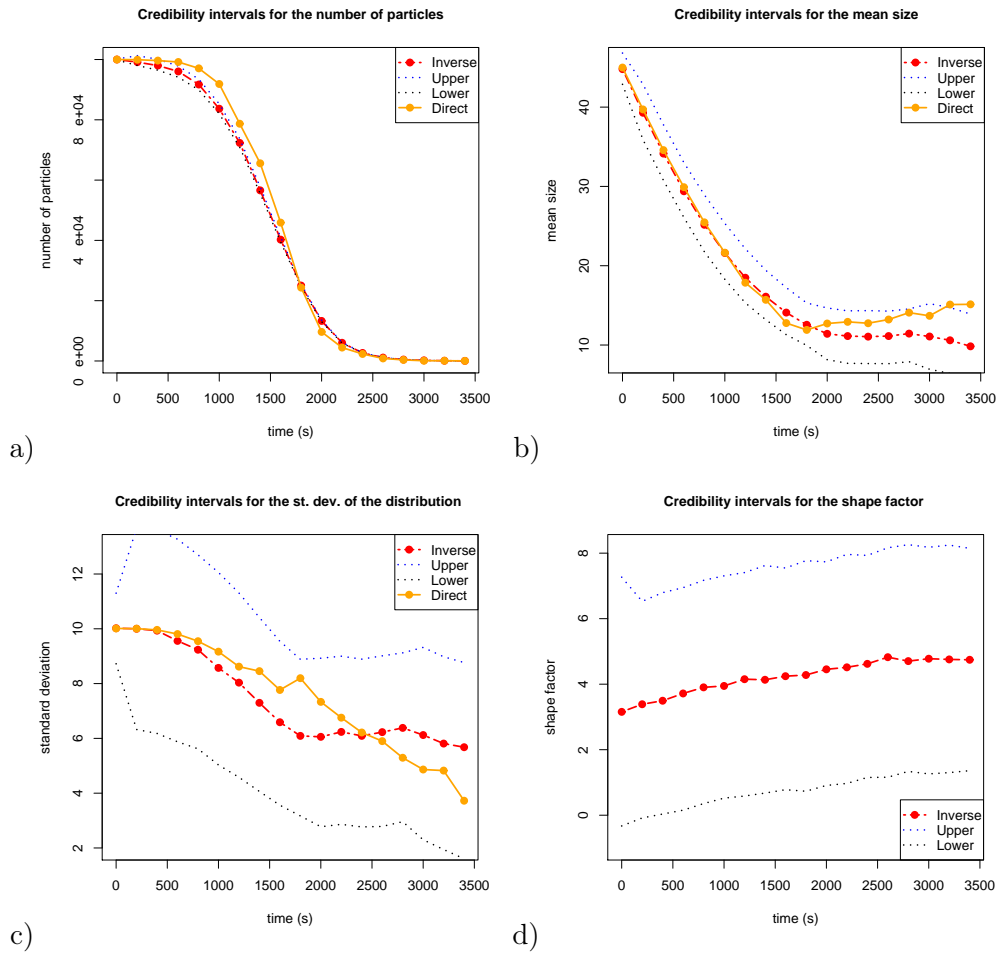 Credibility intervals for the number of particles
Inverse
Upper
Lower
Direct
number of particles
0 e+00 4 e+04 8 e+04
0 500 1000 1500 2000 2500 3000 3500
time (s)
a)
Credibility intervals for the mean size
Inverse
Upper
Lower
Direct
mean size
10 20 30 40
0 500 1000 1500 2000 2500 3000 3500
time (s)
b)
Credibility intervals for the st. dev. of the distribution
Inverse
Upper
Lower
Direct
standard deviation
2 4 6 8 10 12
0 500 1000 1500 2000 2500 3000 3500
time (s)
c)
Credibility intervals for the shape factor
Inverse
Upper
Lower
shape factor
0 2 4 6 8
0 500 1000 1500 2000 2500 3000 3500
time (s)
d)